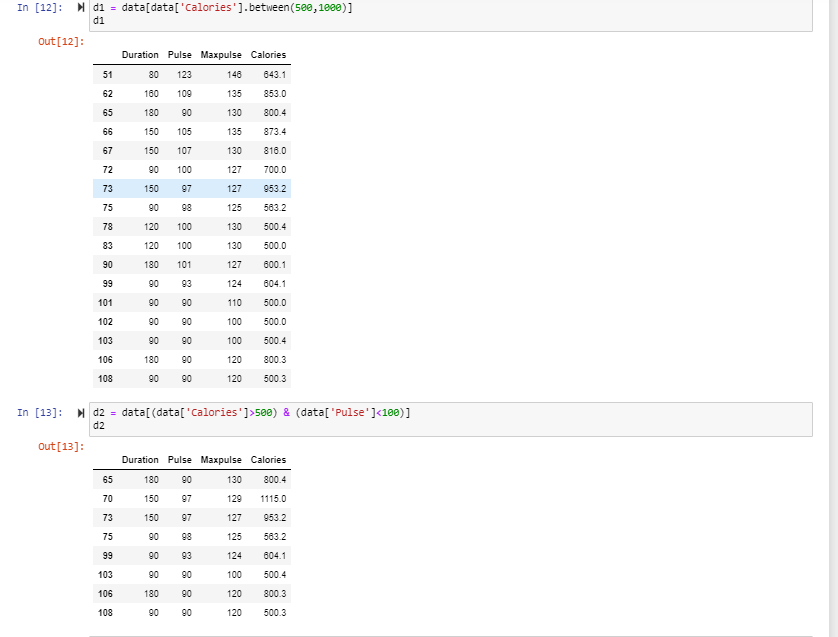 In [12]: d1 = data[data['Calories'].between(500,1000)]
d1
Out[12]:
Duration Pulse Maxpulse Calories
51 80 123 146 643.1
62 160 109 135 853.0
65 180 90 130 800.4
66 150 105 135 873.4
67 150 107 130 816.0
72 90 100 127 700.0
73 150 97 127 953.2
75 90 98 125 563.2
78 120 100 130 500.4
83 120 100 130 500.0
90 180 101 127 600.1
99 90 93 124 604.1
101 90 90 110 500.0
102 90 90 100 500.0
103 90 90 100 500.4
106 180 90 120 800.3
108 90 90 120 500.3
In [13]: d2 = data[(data['Calories']>500) & (data['Pulse']<100)]
d2
Out[13]:
Duration Pulse Maxpulse Calories
65 180 90 130 800.4
70 150 97 129 1115.0
73 150 97 127 953.2
75 90 98 125 563.2
99 90 93 124 604.1
103 90 90 100 500.4
106 180 90 120 800.3
108 90 90 120 500.3